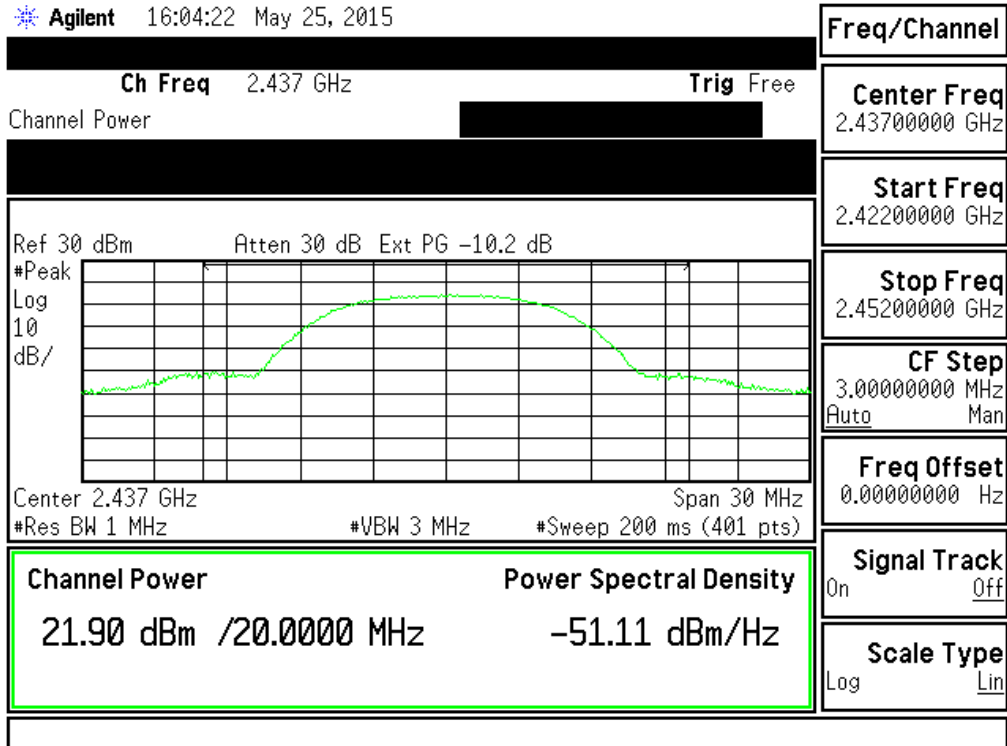 Agilent 16:04:22 May 25, 2015
Ch Freq 2.437 GHz Trig Free
Channel Power
Ref 30 dBm Atten 30 dB Ext PG -10.2 dB
#Peak
Log
10
dB/
Center 2.437 GHz Span 30 MHz
#Res BW 1 MHz #VBW 3 MHz #Sweep 200 ms (401 pts)
Channel Power Power Spectral Density
21.90 dBm /20.0000 MHz -51.11 dBm/Hz
Freq/Channel
Center Freq
2.43700000 GHz
Start Freq
2.42200000 GHz
Stop Freq
2.45200000 GHz
CF Step
3.00000000 MHz
Auto Man
Freq Offset
0.00000000 Hz
Signal Track
On Off
Scale Type
Log Lin